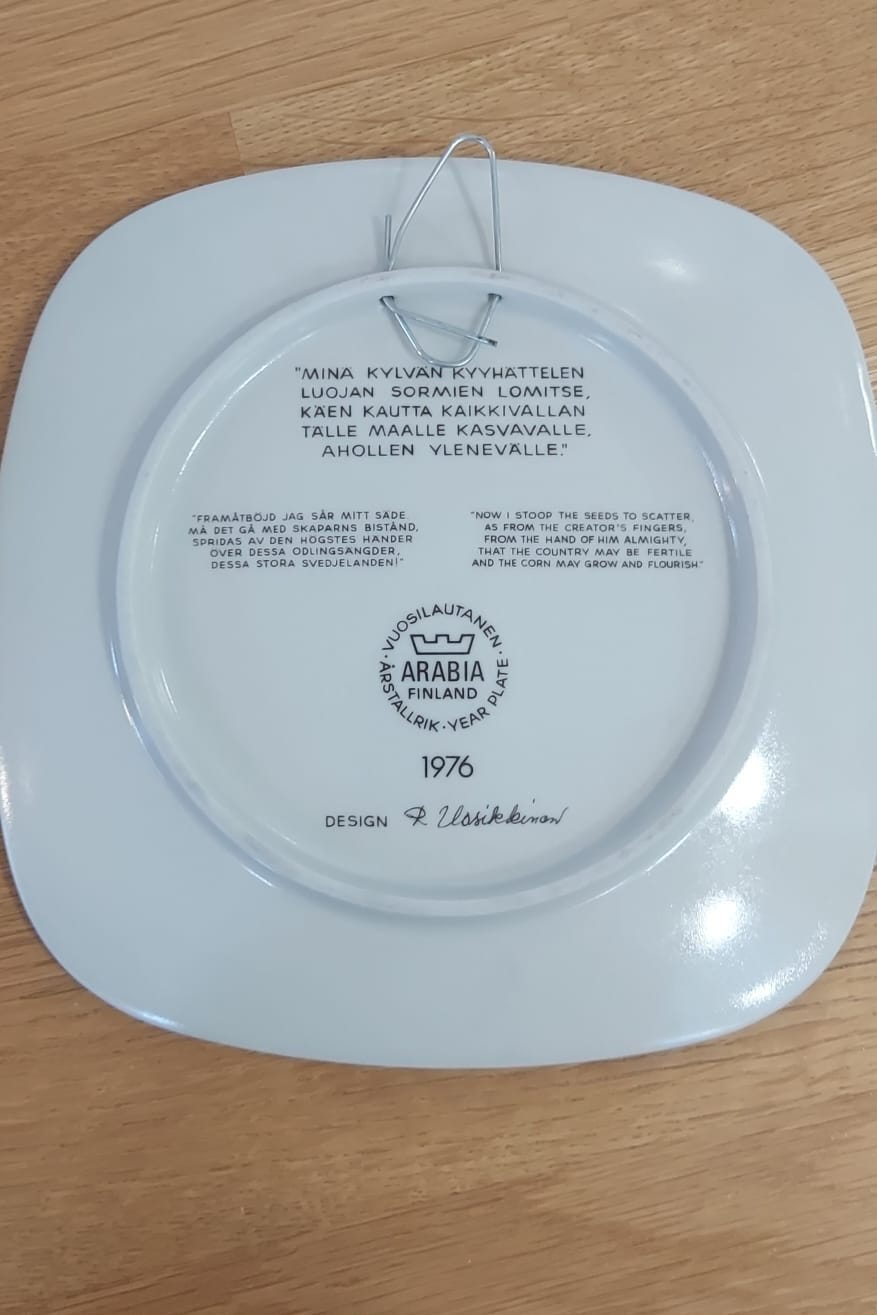 "MINÄ KYLVÄN KYYHÄTTELEN
LUOJAN SORMIEN LOMITSE,
KÄEN KAUTTA KAIKKIVALLAN
TÄLLE MAALLE KASVAVALLE,
AHOLLEN YLENEVÄLLE."
"FRAMÅTBÖJD JAG SÅR MITT SÄDE.
MÅ DET GÅ MED SKAPARNS BISTÅND,
SPRIDAS AV DEN HÖGSTES HÄNDER
ÖVER DESSA ODLINGSÄNGDER,
DESSA STORA SVEDJELANDEN!"
"NOW I STOOP THE SEEDS TO SCATTER,
AS FROM THE CREATOR'S FINGERS,
FROM THE HAND OF HIM ALMIGHTY,
THAT THE COUNTRY MAY BE FERTILE
AND THE CORN MAY GROW AND FLOURISH."
· VUOSILAUTANEN ·
ARABIA
FINLAND
ÅRSTALLRIK · YEAR PLATE
1976
DESIGN R Uosikkinen